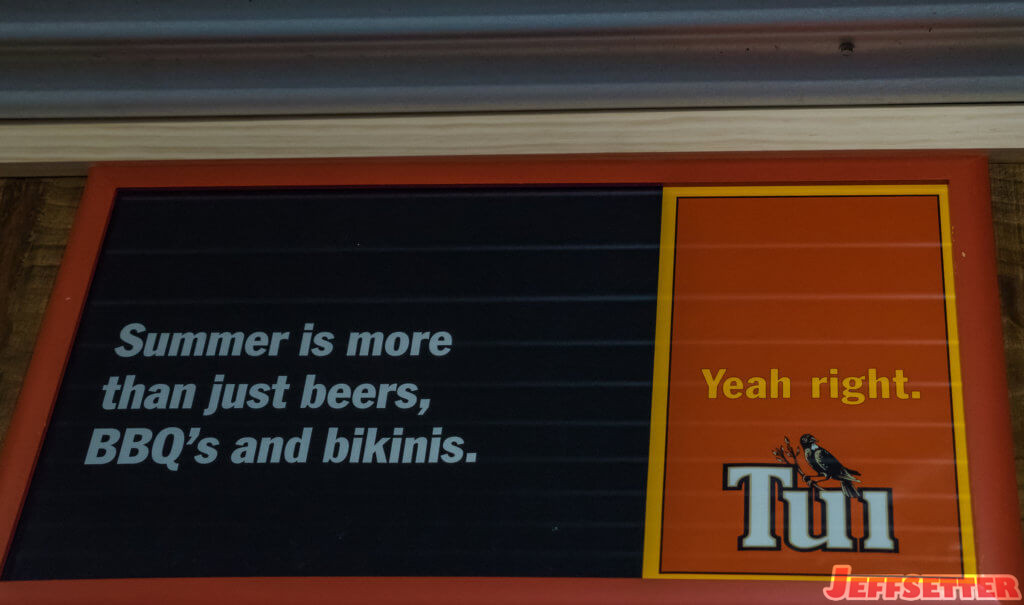 Summer is more
than just beers,
BBQ's and bikinis.
Yeah right.
Tui
JEFFSETTER